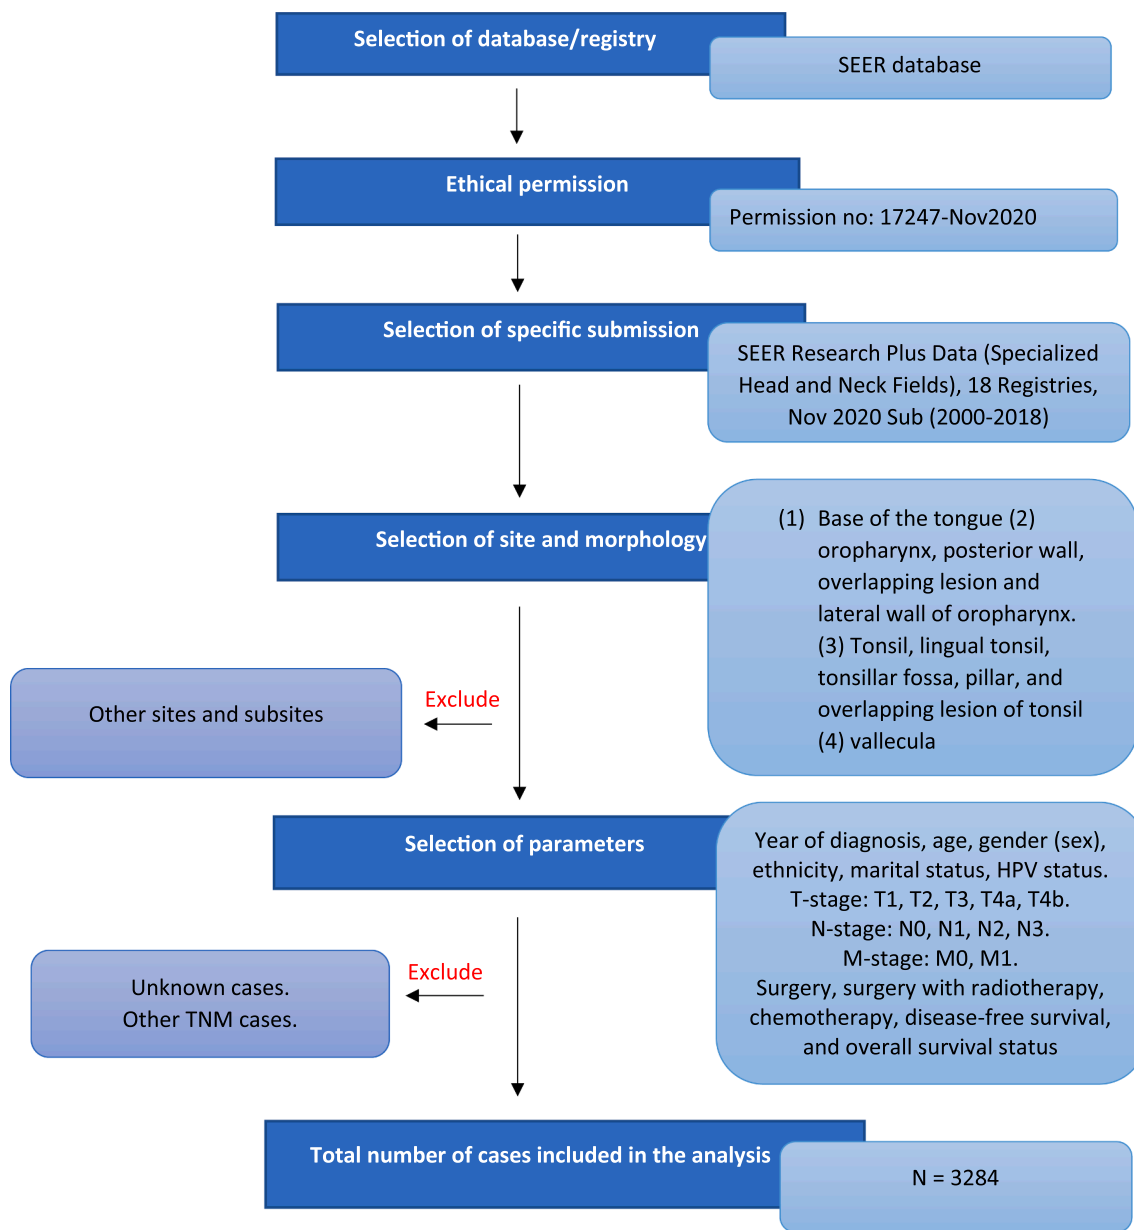 Selection of database/registry
SEER database
Ethical permission
Permission no: 17247-Nov2020
Selection of specific submission
SEER Research Plus Data (Specialized
Head and Neck Fields), 18 Registries,
Nov 2020 Sub (2000-2018)
Selection of site and morphology
(1) Base of the tongue (2)
oropharynx, posterior wall,
overlapping lesion and
lateral wall of oropharynx.
(3) Tonsil, lingual tonsil,
tonsillar fossa, pillar, and
overlapping lesion of tonsil
(4) vallecula
Exclude
Other sites and subsites
Selection of parameters
Year of diagnosis, age, gender (sex),
ethnicity, marital status, HPV status.
T-stage: T1, T2, T3, T4a, T4b.
N-stage: N0, N1, N2, N3.
M-stage: M0, M1.
Surgery, surgery with radiotherapy,
chemotherapy, disease-free survival,
and overall survival status
Exclude
Unknown cases.
Other TNM cases.
Total number of cases included in the analysis
N = 3284